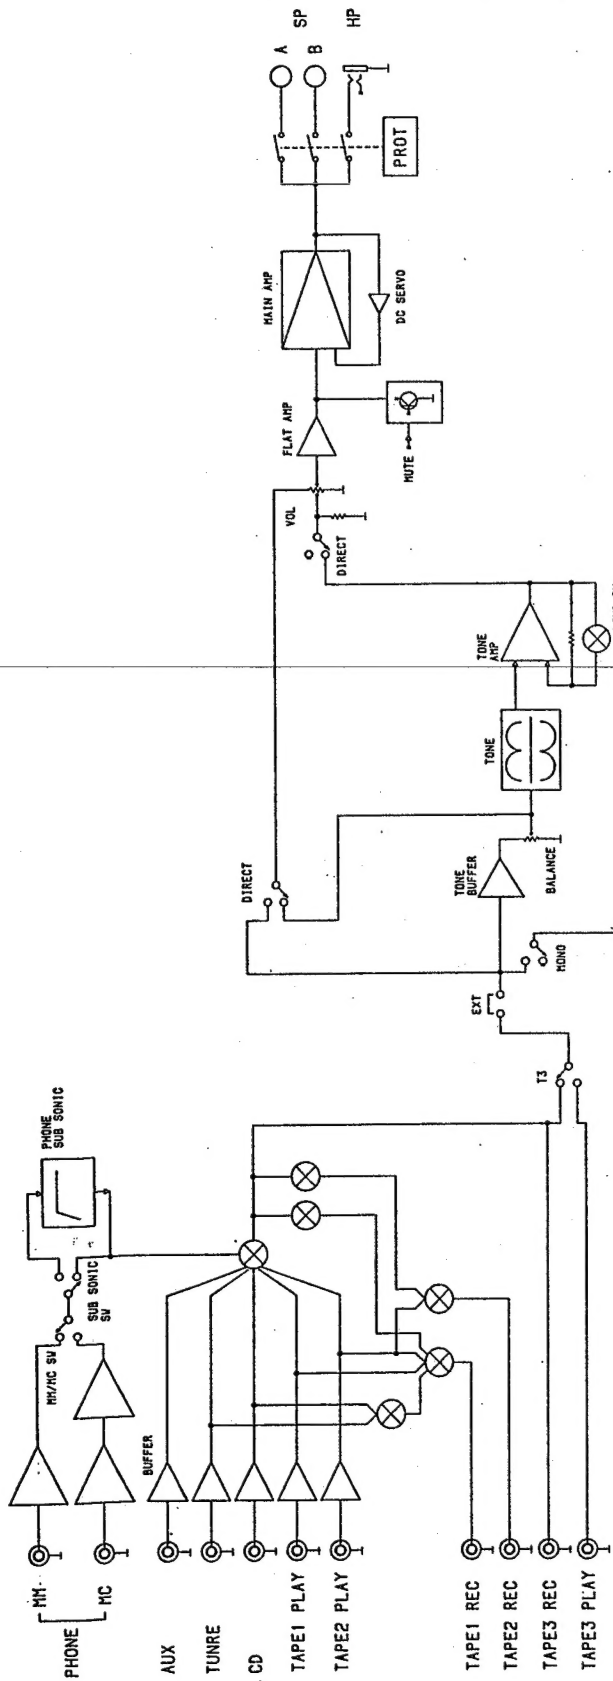 PHONE
MM
MC
AUX
TUNRE
CD
TAPE1 PLAY
TAPE2 PLAY
TAPE1 REC
TAPE2 REC
TAPE3 REC
TAPE3 PLAY
BUFFER
MM/MC SW
SUB SONIC
SW
PHONE
SUB SONIC
T3
EXT
MONO
DIRECT
TONE
BUFFER
BALANCE
TONE
TONE
AMP
DIRECT
VOL
FLAT AMP
MUTE
MAIN AMP
DC SERVO
PROT
A
B
SP
HP